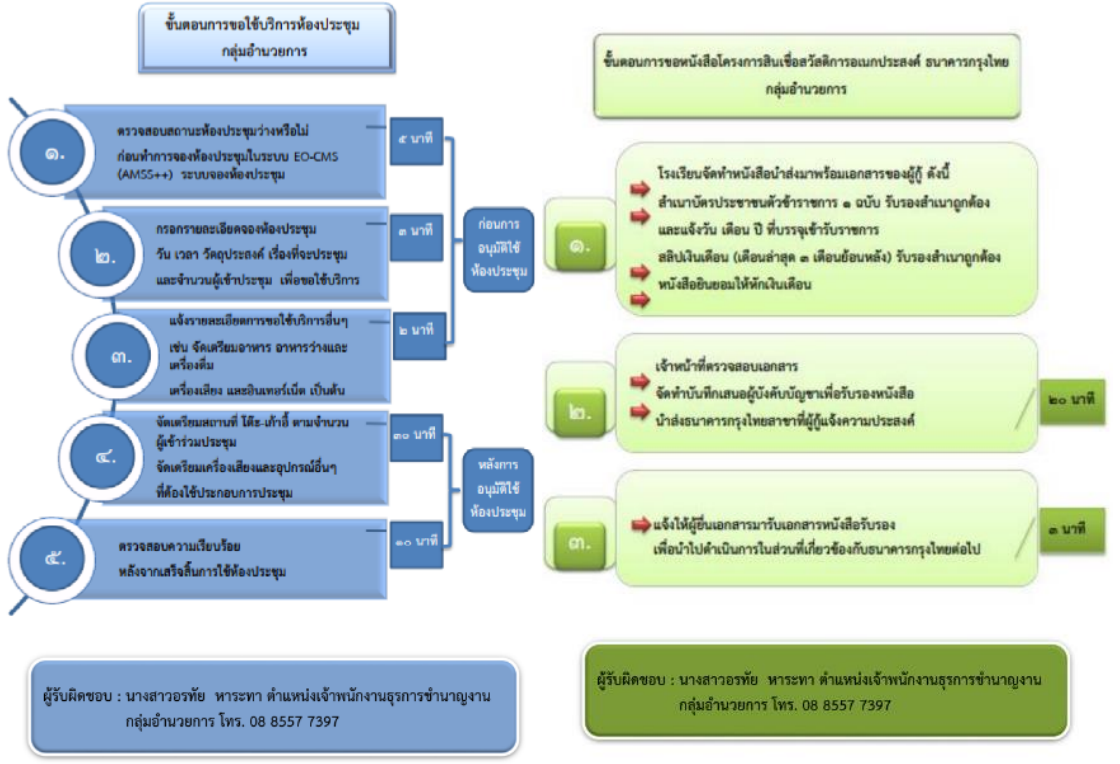 ขั้นตอนการขอใช้บริการห้องประชุม
กลุ่มอำนวยการ
๑.
ตรวจสอบสถานะห้องประชุมว่างหรือไม่
ก่อนทำการจองห้องประชุมในระบบ EO-CMS
(AMSS++) ระบบจองห้องประชุม
๕ นาที
๒.
กรอกรายละเอียดจองห้องประชุม
วัน เวลา วัตถุประสงค์ เรื่องที่จะประชุม
และจำนวนผู้เข้าประชุม เพื่อขอใช้บริการ
๓ นาที
๓.
แจ้งรายละเอียดการขอใช้บริการอื่นๆ
เช่น จัดเตรียมอาหาร อาหารว่างและ
เครื่องดื่ม
เครื่องเสียง และอินเทอร์เน็ต เป็นต้น
๒ นาที
ก่อนการ
อนุมัติใช้
ห้องประชุม
๔.
จัดเตรียมสถานที่ โต๊ะ-เก้าอี้ ตามจำนวน
ผู้เข้าร่วมประชุม
จัดเตรียมเครื่องเสียงและอุปกรณ์อื่นๆ
ที่ต้องใช้ประกอบการประชุม
๓๐ นาที
๕.
ตรวจสอบความเรียบร้อย
หลังจากเสร็จสิ้นการใช้ห้องประชุม
๑๐ นาที
หลังการ
อนุมัติใช้
ห้องประชุม
ผู้รับผิดชอบ : นางสาวอรทัย หาระทา ตำแหน่งเจ้าพนักงานธุรการชำนาญงาน
กลุ่มอำนวยการ โทร. 08 8557 7397
ขั้นตอนการขอหนังสือโครงการสินเชื่อสวัสดิการอเนกประสงค์ ธนาคารกรุงไทย
กลุ่มอำนวยการ
๑.
โรงเรียนจัดทำหนังสือนำส่งมาพร้อมเอกสารของผู้กู้ ดังนี้
สำเนาบัตรประชาชนตัวข้าราชการ ๑ ฉบับ รับรองสำเนาถูกต้อง
และแจ้งวัน เดือน ปี ที่บรรจุเข้ารับราชการ
สลิปเงินเดือน (เดือนล่าสุด ๓ เดือนย้อนหลัง) รับรองสำเนาถูกต้อง
หนังสือยินยอมให้หักเงินเดือน
๒.
เจ้าหน้าที่ตรวจสอบเอกสาร
จัดทำบันทึกเสนอผู้บังคับบัญชาเพื่อรับรองหนังสือ
นำส่งธนาคารกรุงไทยสาขาที่ผู้กู้แจ้งความประสงค์
๒๐ นาที
๓.
แจ้งให้ผู้ยื่นเอกสารมารับเอกสารหนังสือรับรอง
เพื่อนำไปดำเนินการในส่วนที่เกี่ยวข้องกับธนาคารกรุงไทยต่อไป
๓ นาที
ผู้รับผิดชอบ : นางสาวอรทัย หาระทา ตำแหน่งเจ้าพนักงานธุรการชำนาญงาน
กลุ่มอำนวยการ โทร. 08 8557 7397